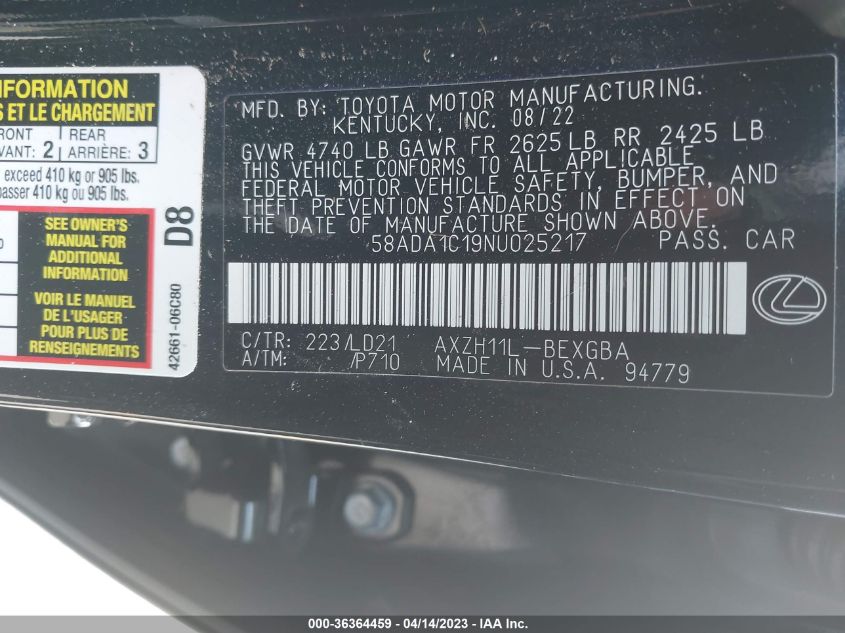 INFORMATION
S ET LE CHARGEMENT
FRONT
VANT: 2
REAR
ARRIÈRE: 3
exceed 410 kg or 905 lbs.
passer 410 kg ou 905 lbs.
SEE OWNER'S
MANUAL FOR
ADDITIONAL
INFORMATION
VOIR LE MANUEL
DE L'USAGER
POUR PLUS DE
RENSEIGNEMENTS
D8
42661-06C80
MFD. BY: TOYOTA MOTOR MANUFACTURING.
KENTUCKY, INC. 08/22
GVWR 4740 LB GAWR FR 2625 LB RR 2425 LB
THIS VEHICLE CONFORMS TO ALL APPLICABLE
FEDERAL MOTOR VEHICLE SAFETY, BUMPER, AND
THEFT PREVENTION STANDARDS IN EFFECT ON
THE DATE OF MANUFACTURE SHOWN ABOVE.
58ADA1C19NU025217 PASS. CAR
C/TR: 223/LD21 AXZH11L-BEXGBA
A/TM: /P710 MADE IN U.S.A. 94779
000-36364459 - 04/14/2023 - IAA Inc.